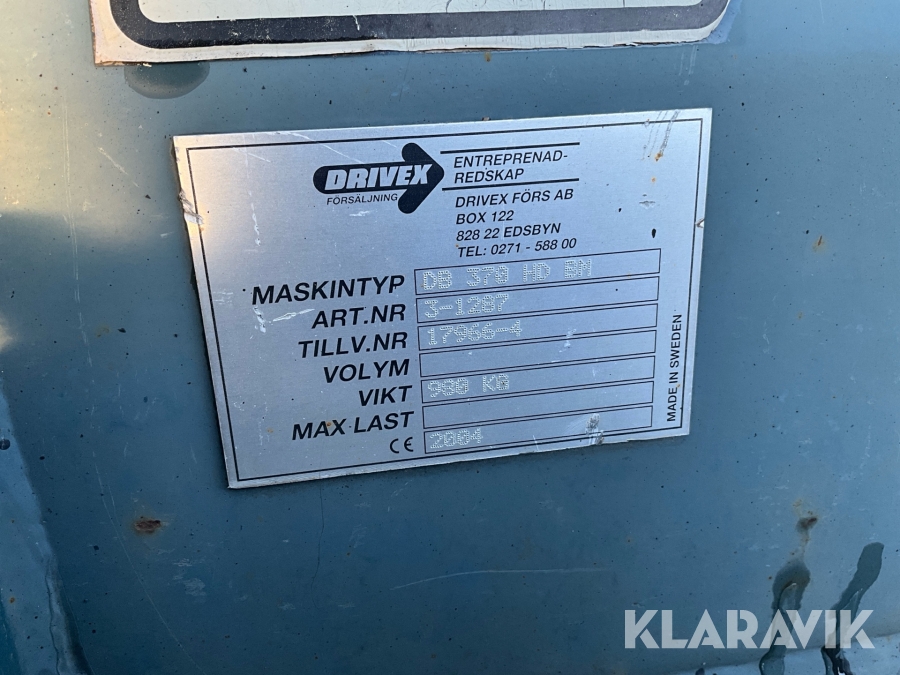 DRIVEX
FÖRSÄLJNING
ENTREPRENAD-
REDSKAP
DRIVEX FÖRS AB
BOX 122
828 22 EDSBYN
TEL: 0271 - 588 00
MASKINTYP DB 370 HD BM
ART.NR 3-1287
TILLV.NR 17966-4
VOLYM
VIKT 980 KG
MAX LAST
CE 2004
MADE IN SWEDEN
KLARAVIK